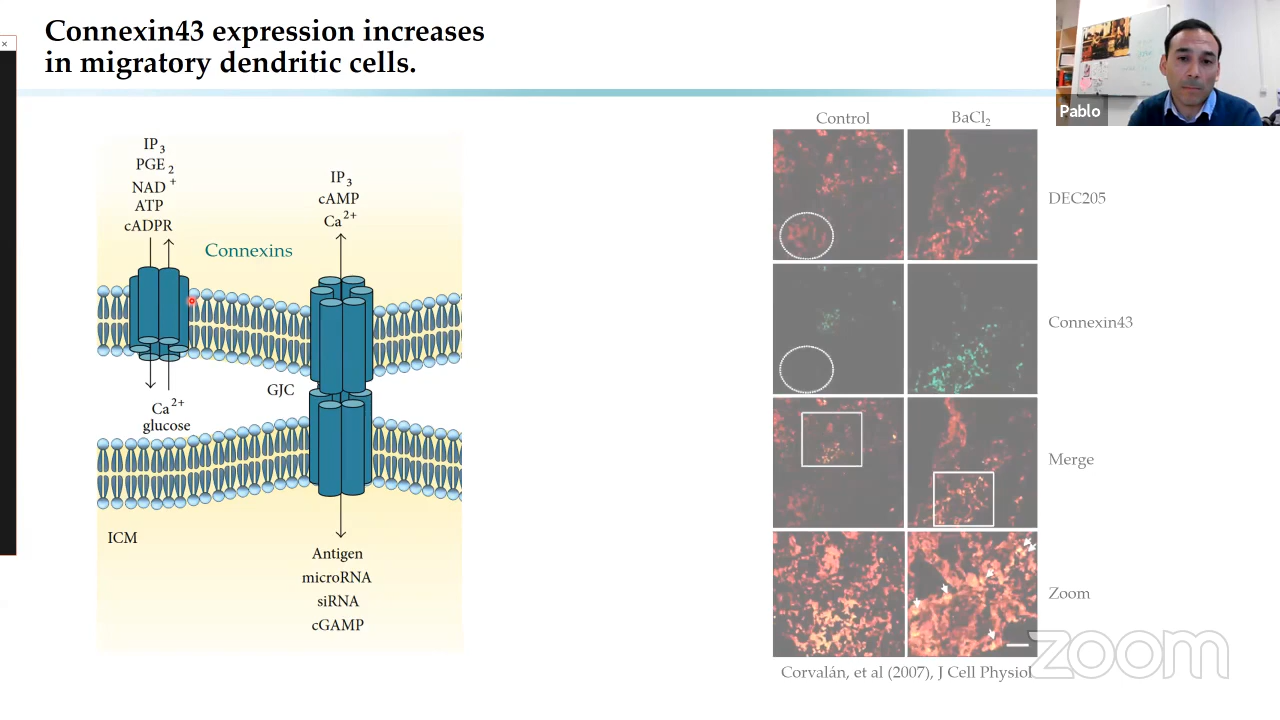 Connexin43 expression increases
in migratory dendritic cells.
Pablo
IP3
PGE2
NAD+
ATP
cADPR
Connexins
IP3
cAMP
Ca2+
GJC
Ca2+
glucose
ICM
Antigen
microRNA
siRNA
cGAMP
Control BaCl2
DEC205
Connexin43
Merge
Zoom
Corvalán, et al (2007), J Cell Physiol
zoom